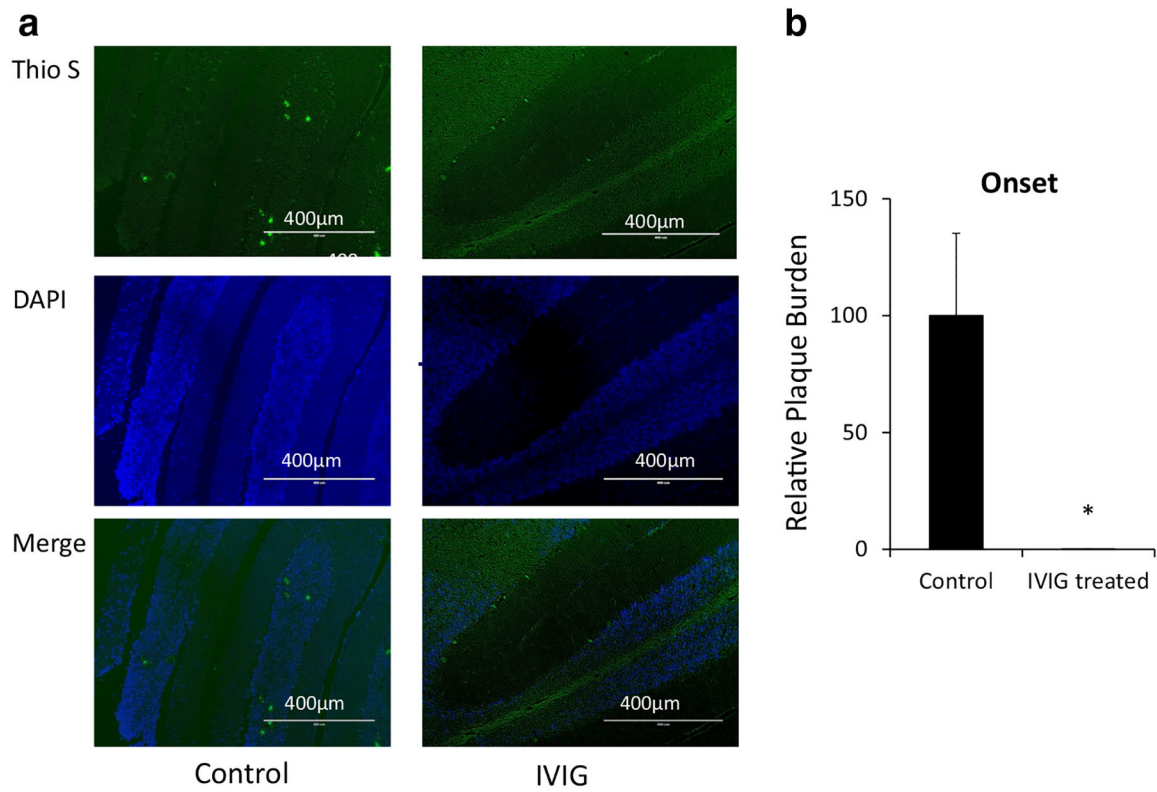 a
Thio S
400μm
400μm
400
DAPI
400μm
400μm
Merge
400μm
400μm
Control
IVIG
b
Onset
Relative Plaque Burden
150
100
50
0
*
Control
IVIG treated